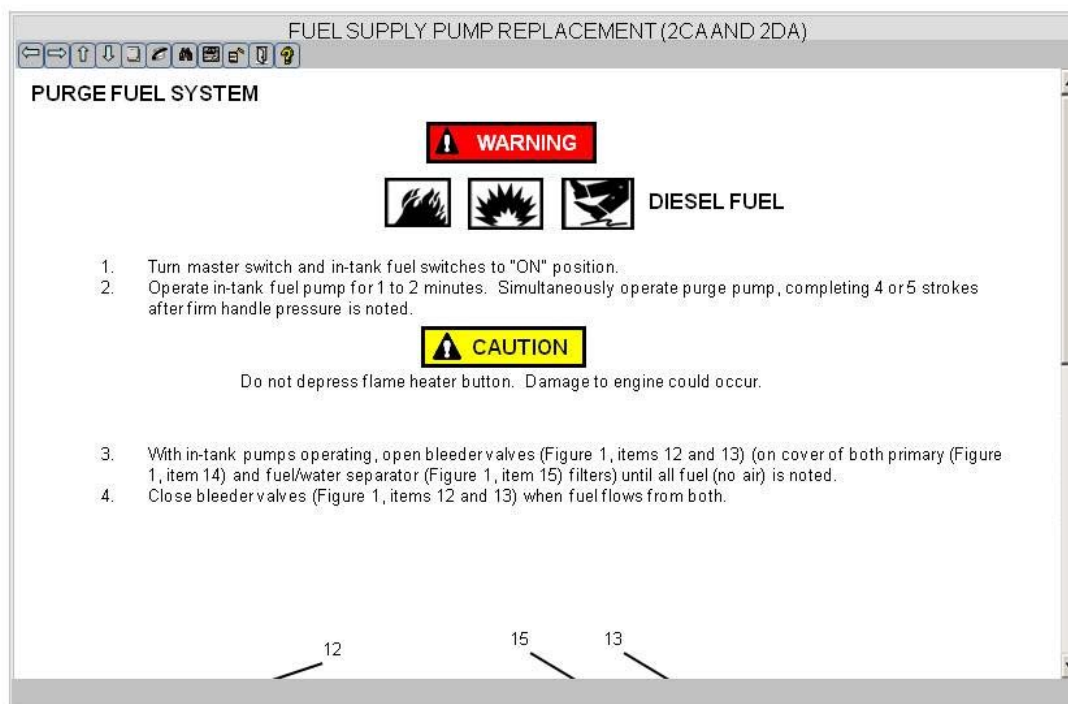 FUEL SUPPLY PUMP REPLACEMENT (2CA AND 2DA)
PURGE FUEL SYSTEM
WARNING
DIESEL FUEL
1. Turn master switch and in-tank fuel switches to "ON" position.
2. Operate in-tank fuel pump for 1 to 2 minutes. Simultaneously operate purge pump, completing 4 or 5 strokes
after firm handle pressure is noted.
CAUTION
Do not depress flame heater button. Damage to engine could occur.
3. With in-tank pumps operating, open bleeder valves (Figure 1, items 12 and 13) (on cover of both primary (Figure
1, item 14) and fuel/water separator (Figure 1, item 15) filters) until all fuel (no air) is noted.
4. Close bleeder valves (Figure 1, items 12 and 13) when fuel flows from both.
12 15 13